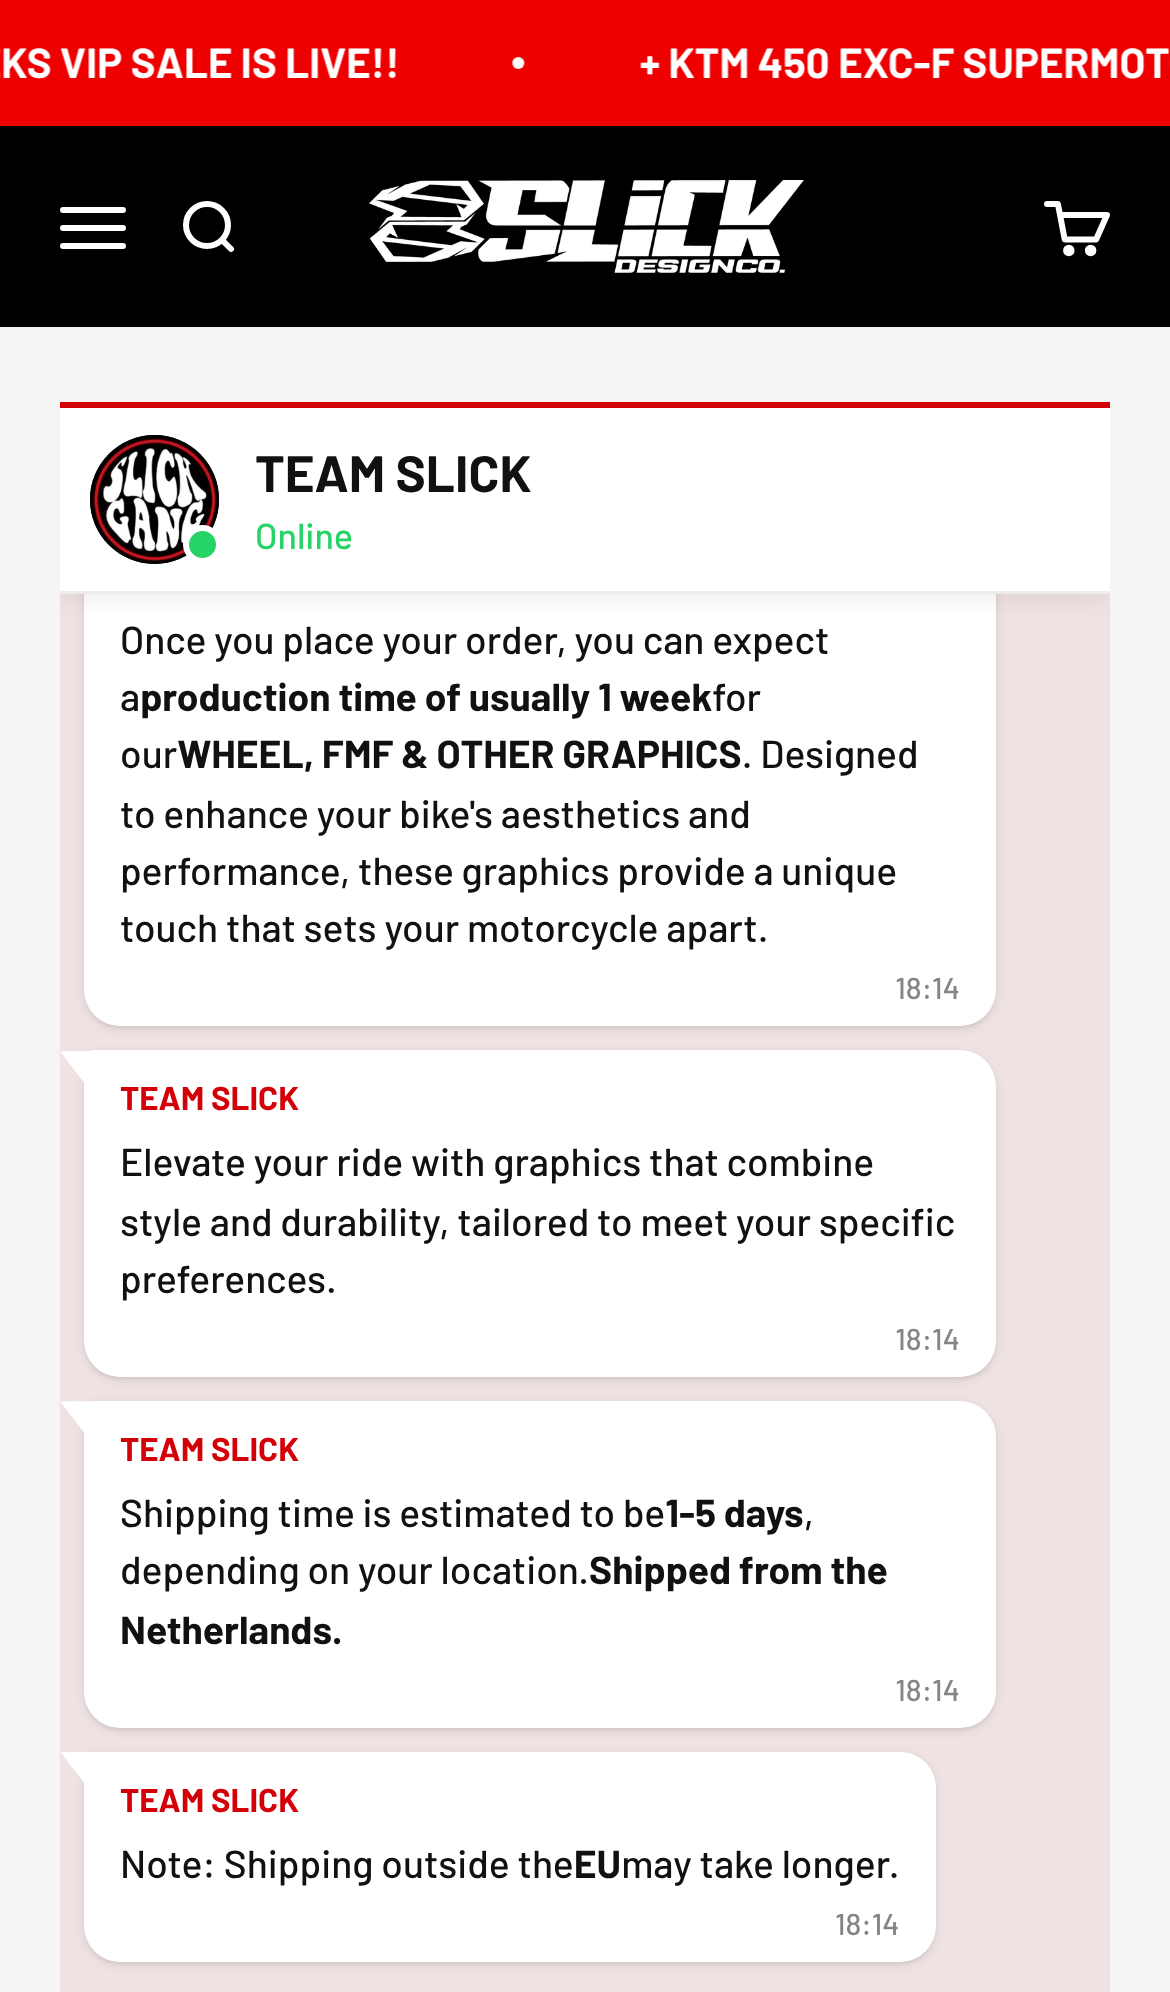 KS VIP SALE IS LIVE!! • + KTM 450 EXC-F SUPERMOT
SLICK
DESIGNCO.
SLICK
GANG
TEAM SLICK
Online
Once you place your order, you can expect
aproduction time of usually 1 weekfor
ourWHEEL, FMF & OTHER GRAPHICS. Designed
to enhance your bike's aesthetics and
performance, these graphics provide a unique
touch that sets your motorcycle apart.
18:14
TEAM SLICK
Elevate your ride with graphics that combine
style and durability, tailored to meet your specific
preferences.
18:14
TEAM SLICK
Shipping time is estimated to be1-5 days,
depending on your location.Shipped from the
Netherlands.
18:14
TEAM SLICK
Note: Shipping outside theEUmay take longer.
18:14